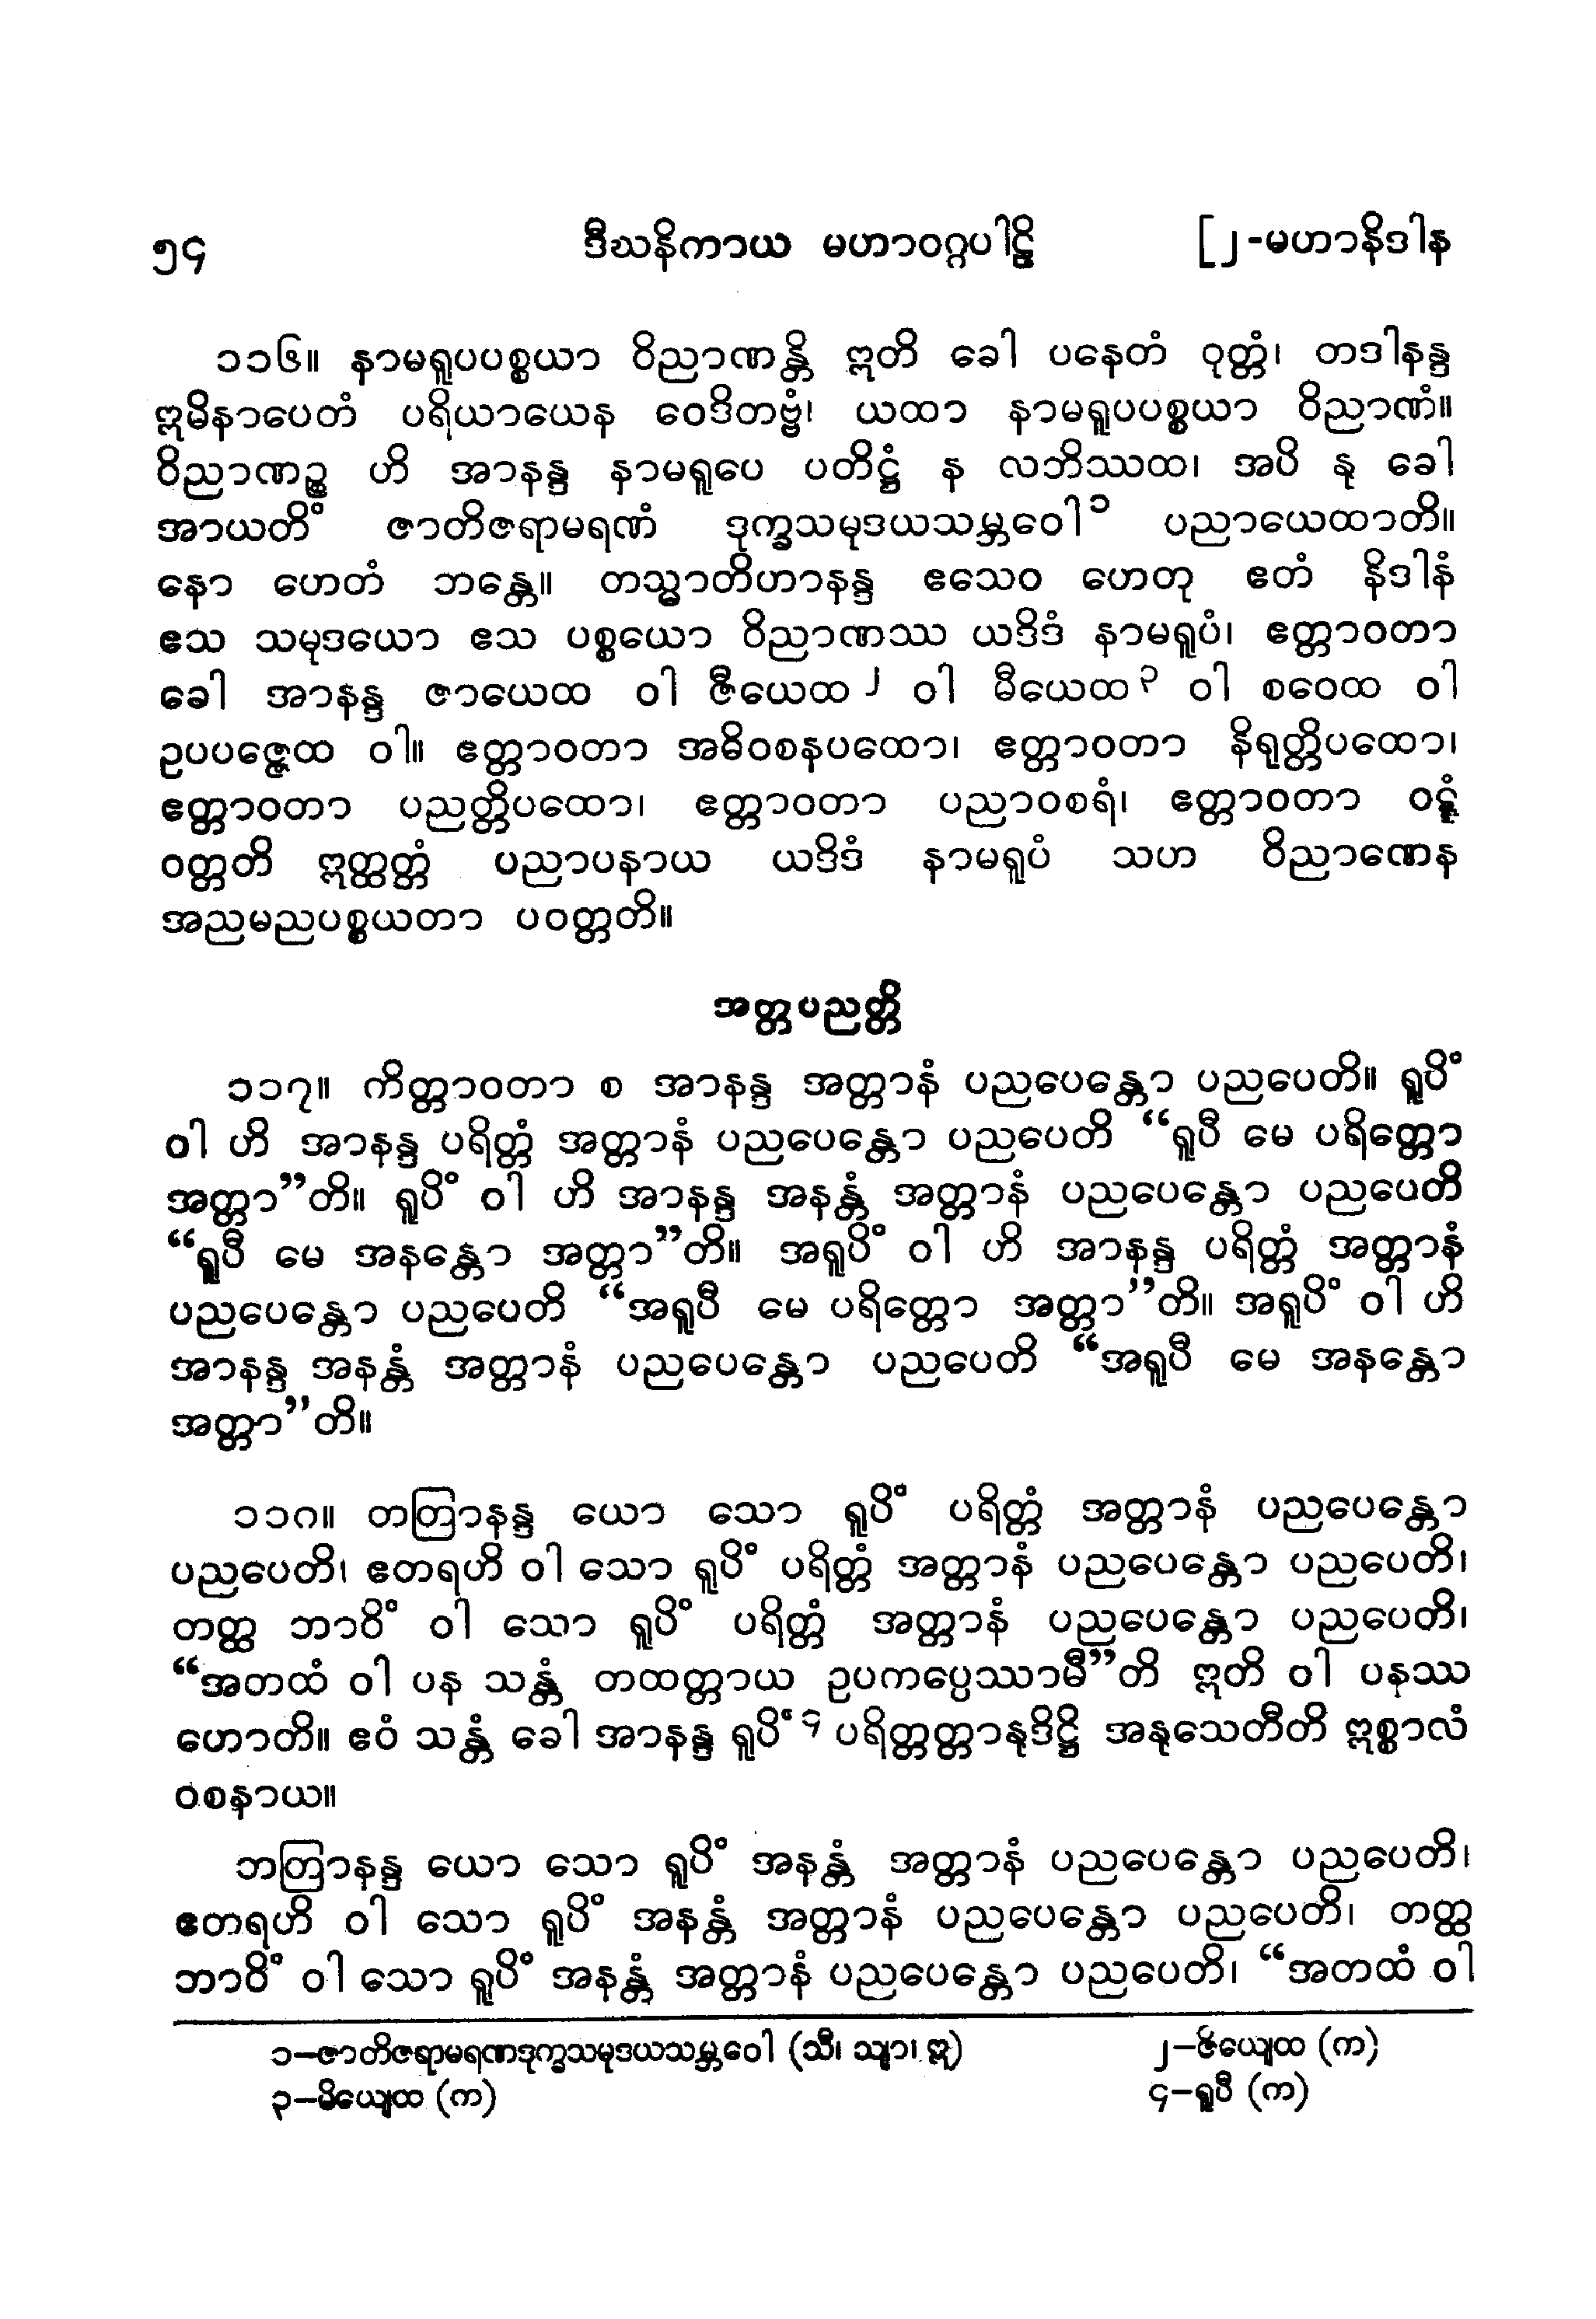 ၅၄ ဒီဃနိကာယ မဟာဝဂ္ဂပါဠိ [၂-မဟာနိဒါန
၁၁၆။ နာမရူပပစ္စယာ ဝိညာဏန္တိ ဣတိ ခေါ ပနေတံ ဝုတ္တံ၊ တဒါနန္ဒ
ဣမိနာပေတံ ပရိယာယေန ဝေဒိတဗ္ဗံ၊ ယထာ နာမရူပပစ္စယာ ဝိညာဏံ။
ဝိညာဏဉ္စ ဟိ အာနန္ဒ နာမရူပေ ပတိဋ္ဌံ န လဘိဿထ၊ အပိ နု ခေါ
အာယတိံ ဇာတိဇရာမရဏံ ဒုက္ခသမုဒယသမ္ဘဝေါ၁ ပညာယေထာတိ။
နော ဟေတံ ဘန္တေ။ တသ္မာတိဟာနန္ဒ ဧသေဝ ဟေတု ဧတံ နိဒါနံ
ဧသ သမုဒယော ဧသ ပစ္စယော ဝိညာဏဿ ယဒိဒံ နာမရူပံ၊ ဧတ္တာဝတာ
ခေါ အာနန္ဒ ဇာယေထ ဝါ ဇီယေထ၂ ဝါ မီယေထ၃ ဝါ စဝေထ ဝါ
ဥပပဇ္ဇေထ ဝါ။ ဧတ္တာဝတာ အဓိဝစနပထော၊ ဧတ္တာဝတာ နိရုတ္တိပထော၊
ဧတ္တာဝတာ ပညတ္တိပထော၊ ဧတ္တာဝတာ ပညာဝစရံ၊ ဧတ္တာဝတာ ဝဋ္ဋံ
ဝတ္တတိ ဣတ္ထတ္တံ ပညာပနာယ ယဒိဒံ နာမရူပံ သဟ ဝိညာဏေန
အညမညပစ္စယတာ ပဝတ္တတိ။
အတ္တပညတ္တိ
၁၁၇။ ကိတ္တာဝတာ စ အာနန္ဒ အတ္တာနံ ပညပေန္တော ပညပေတိ။ ရူပိံ
ဝါ ဟိ အာနန္ဒ ပရိတ္တံ အတ္တာနံ ပညပေန္တော ပညပေတိ “ရူပီ မေ ပရိတ္တော
အတ္တာ”တိ။ ရူပိံ ဝါ ဟိ အာနန္ဒ အနန္တံ အတ္တာနံ ပညပေန္တော ပညပေတိ
“ရူပီ မေ အနန္တော အတ္တာ”တိ။ အရူပိံ ဝါ ဟိ အာနန္ဒ ပရိတ္တံ အတ္တာနံ
ပညပေန္တော ပညပေတိ “အရူပီ မေ ပရိတ္တော အတ္တာ”တိ။ အရူပိံ ဝါ ဟိ
အာနန္ဒ အနန္တံ အတ္တာနံ ပညပေန္တော ပညပေတိ “အရူပီ မေ အနန္တော
အတ္တာ”တိ။
၁၁၈။ တတြာနန္ဒ ယော သော ရူပိံ ပရိတ္တံ အတ္တာနံ ပညပေန္တော
ပညပေတိ၊ ဧတရဟိ ဝါ သော ရူပိံ ပရိတ္တံ အတ္တာနံ ပညပေန္တော ပညပေတိ၊
တတ္ထ ဘာဝိံ ဝါ သော ရူပိံ ပရိတ္တံ အတ္တာနံ ပညပေန္တော ပညပေတိ၊
“အတထံ ဝါ ပန သန္တံ တထတ္တာယ ဥပကပ္ပေဿာမီ”တိ ဣတိ ဝါ ပနဿ
ဟောတိ။ ဧဝံ သန္တံ ခေါ အာနန္ဒ ရူပိံ၄ ပရိတ္တတ္တာနုဒိဋ္ဌိ အနုသေတီတိ ဣစ္စာလံ
ဝစနာယ။
ဘတြာနန္ဒ ယော သော ရူပိံ အနန္တံ အတ္တာနံ ပညပေန္တော ပညပေတိ၊
ဧတရဟိ ဝါ သော ရူပိံ အနန္တံ အတ္တာနံ ပညပေန္တော ပညပေတိ၊ တတ္ထ
ဘာဝိံ ဝါ သော ရူပိံ အနန္တံ အတ္တာနံ ပညပေန္တော ပညပေတိ၊ “အတထံ ဝါ
၁–ဇာတိဇရာမရဏဒုက္ခသမုဒယသမ္ဘဝေါ (သီ၊ သျာ၊ ဣ) ၂–ဇိယျေထ (က)
၃–မိယျေထ (က) ၄–ရူပီ (က)